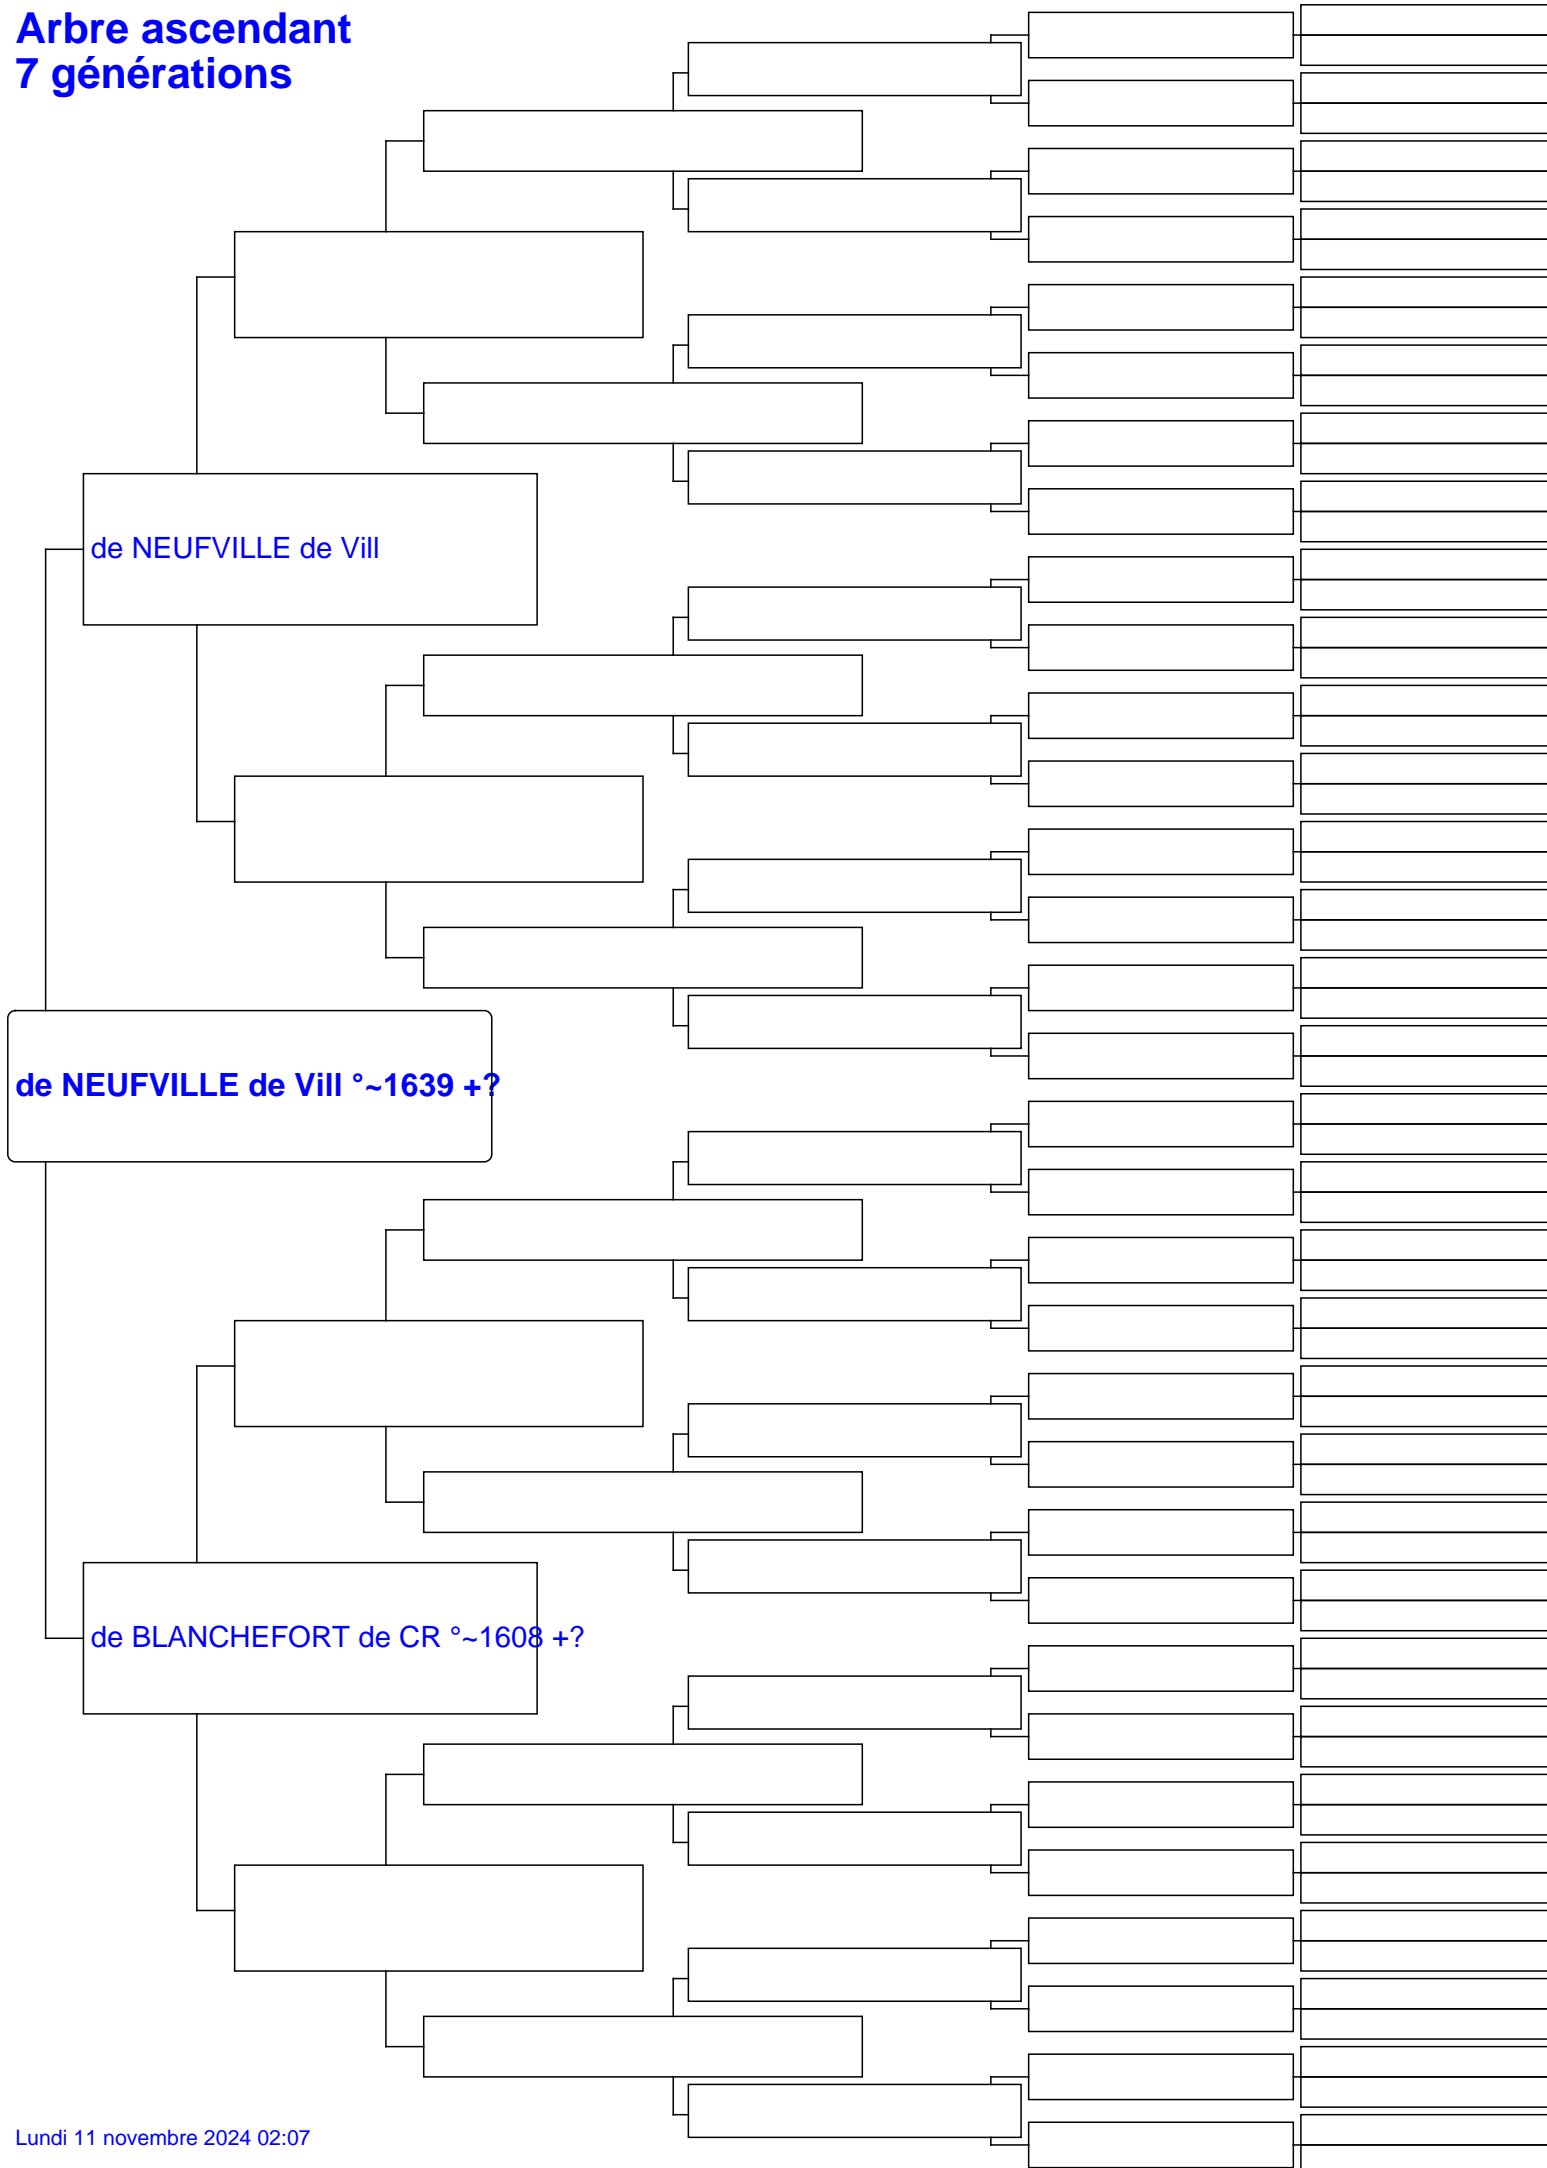 Arbre ascendant
7 générations
de NEUFVILLE de Vill
de NEUFVILLE de Vill °~1639 +?
de BLANCHEFORT de CR °~1608 +?
Lundi 11 novembre 2024 02:07